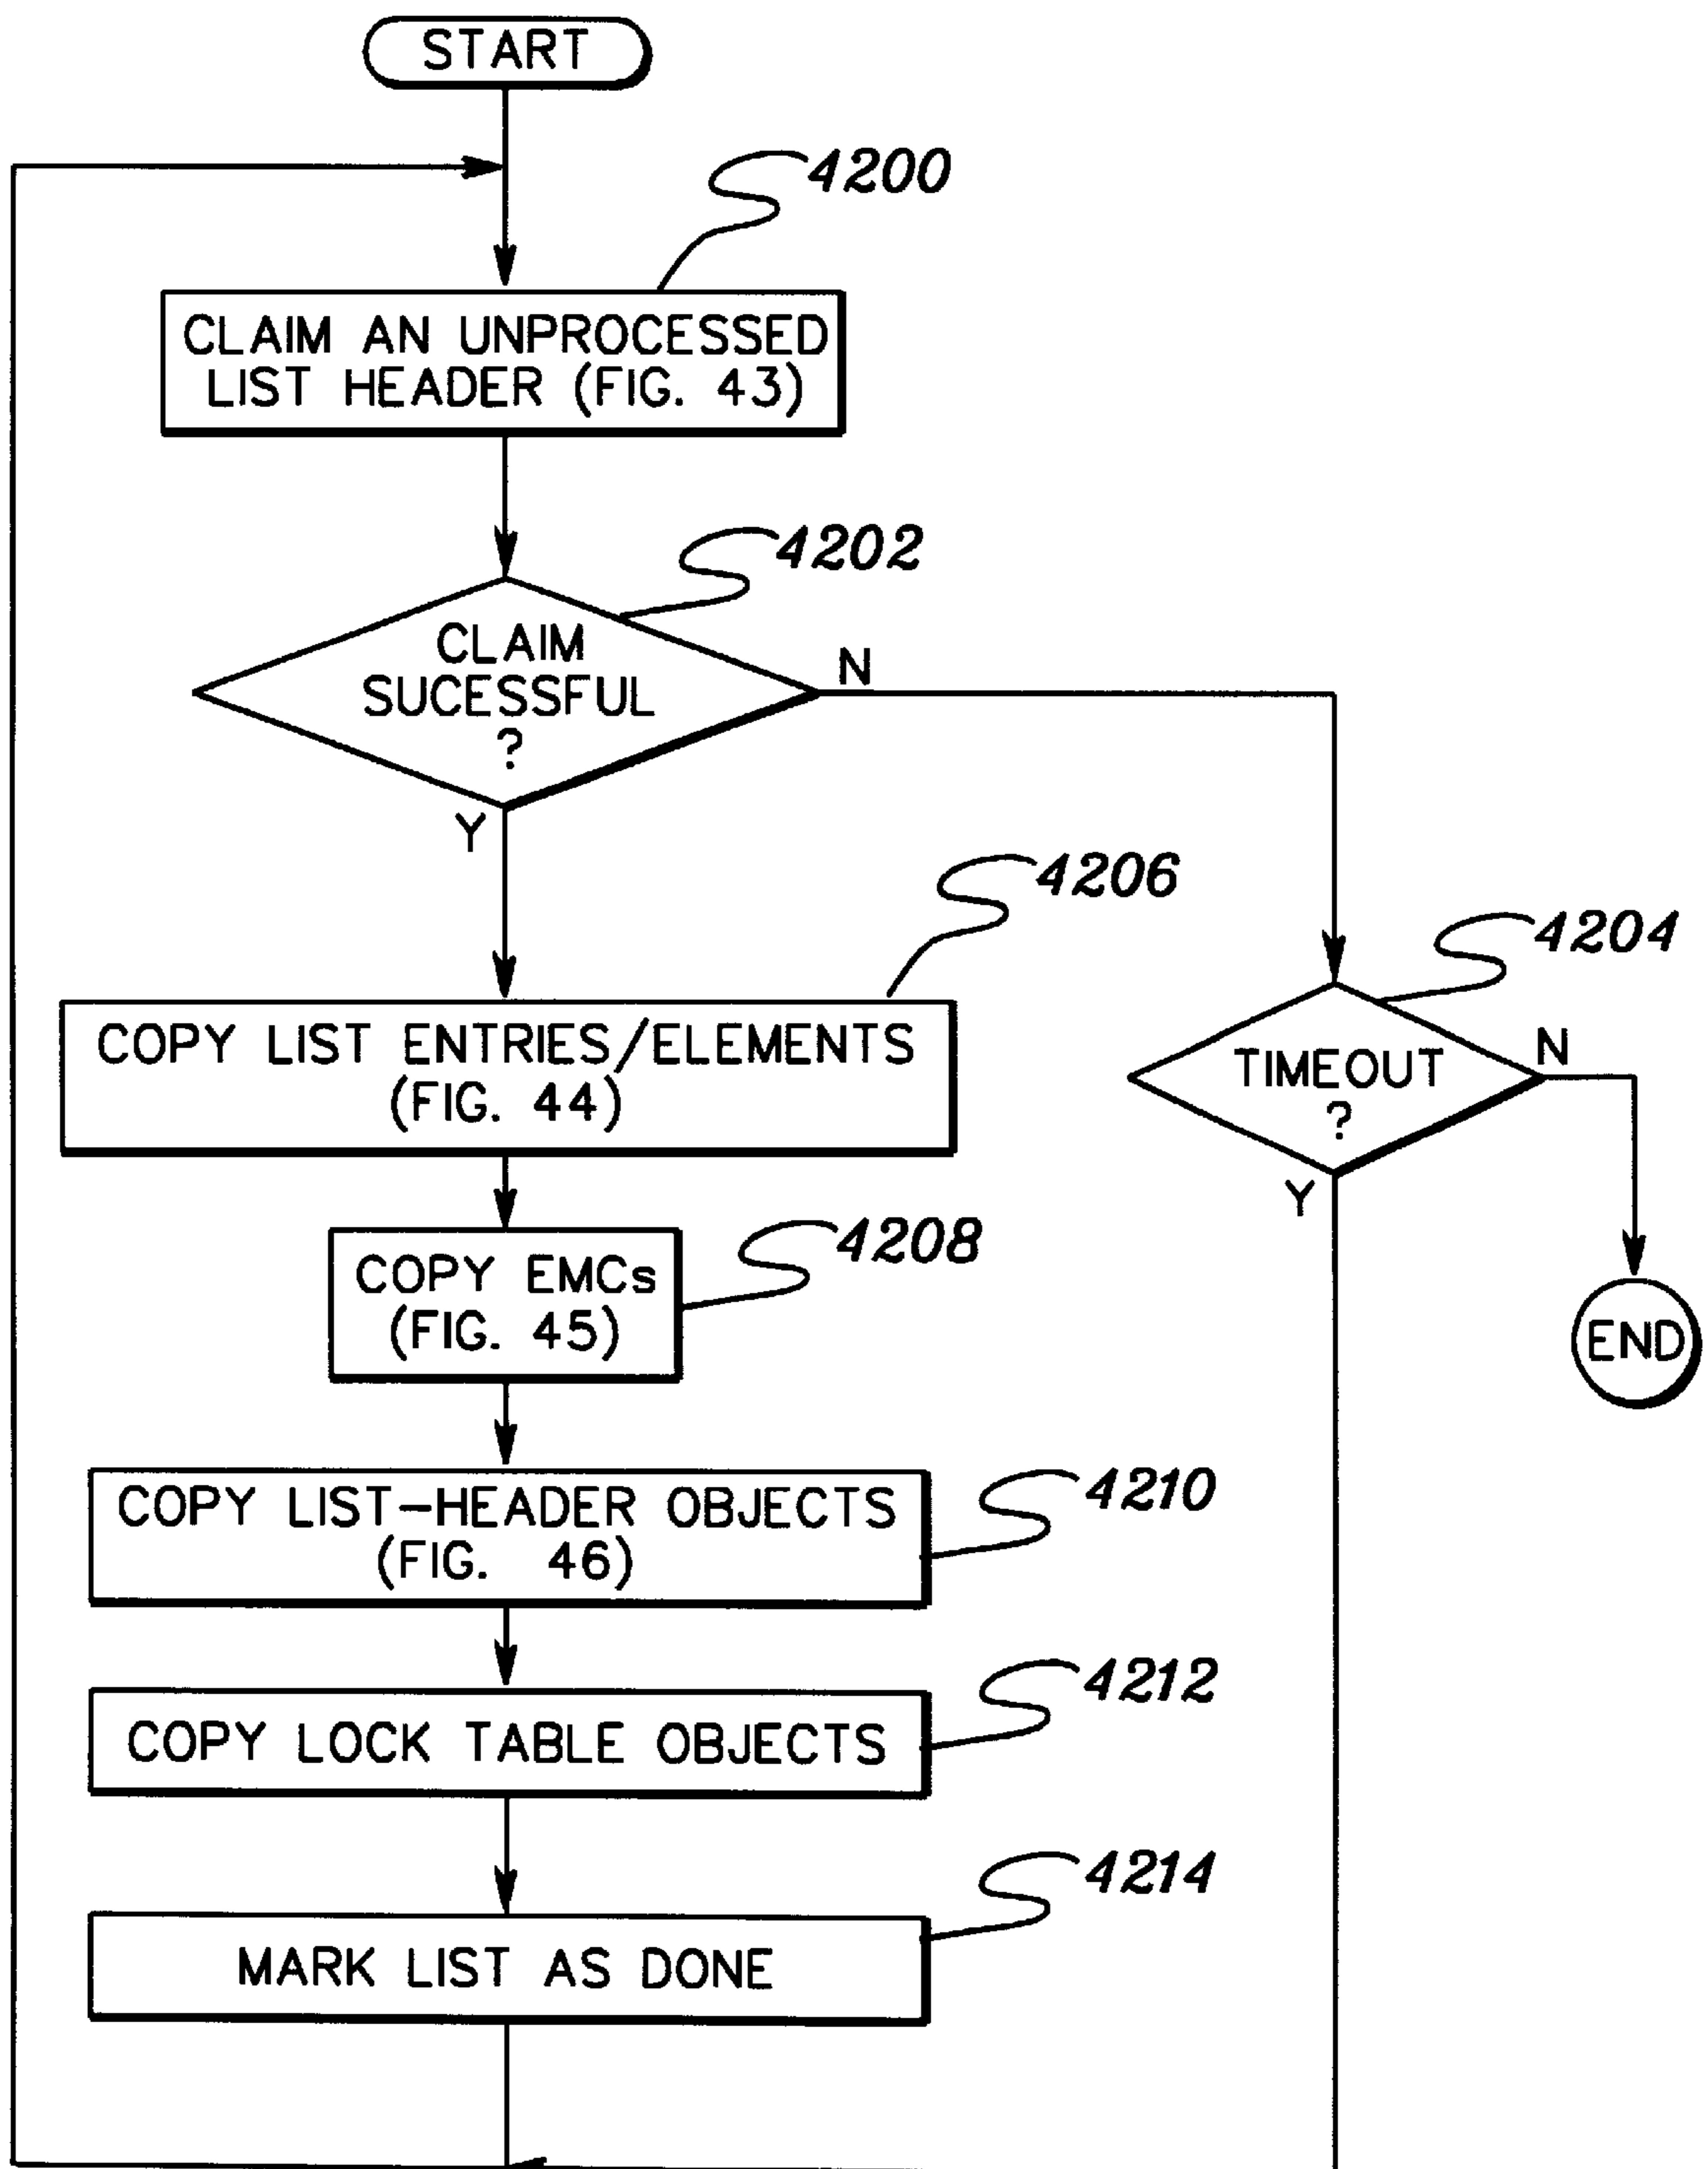 START
4200
CLAIM AN UNPROCESSED
LIST HEADER (FIG. 43)
4202
CLAIM
SUCESSFUL
?
N
Y
4206
COPY LIST ENTRIES/ELEMENTS
(FIG. 44)
4204
TIMEOUT
?
N
Y
END
4208
COPY EMCs
(FIG. 45)
4210
COPY LIST-HEADER OBJECTS
(FIG. 46)
4212
COPY LOCK TABLE OBJECTS
4214
MARK LIST AS DONE